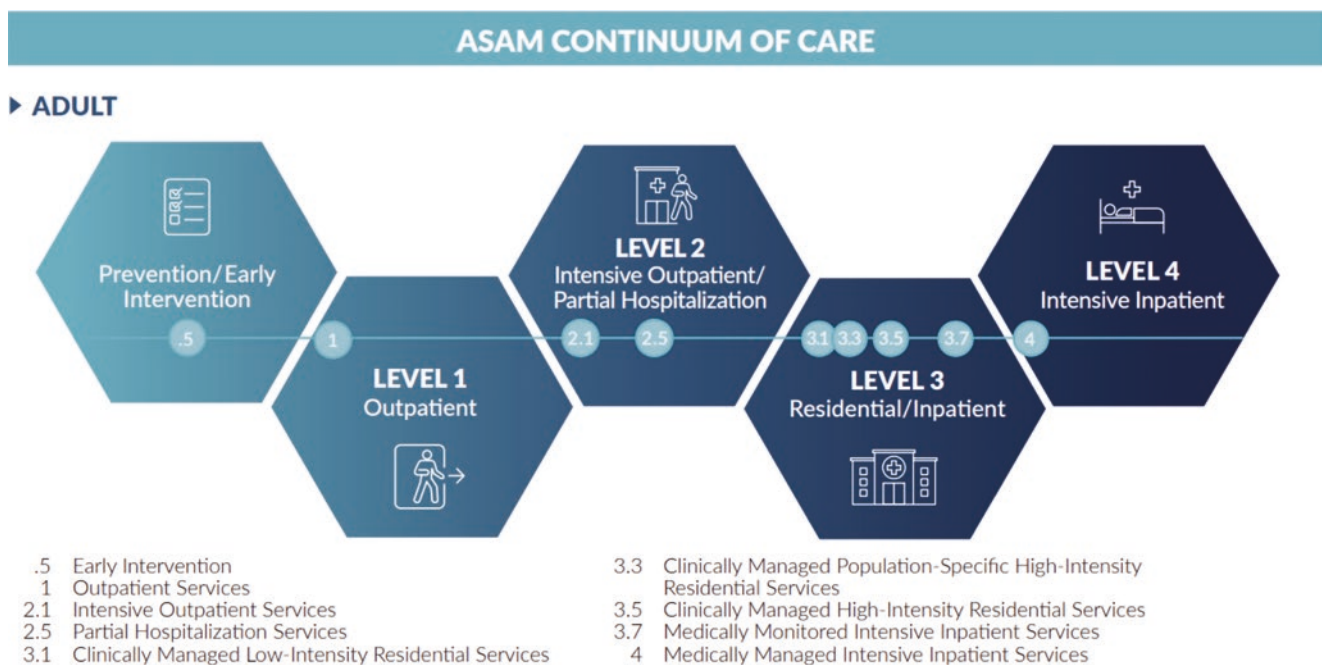 ASAM CONTINUUM OF CARE
ADULT
Prevention/Early
Intervention
LEVEL 2
Intensive Outpatient/
Partial Hospitalization
LEVEL 4
Intensive Inpatient
.5
1
2.1
2.5
3.1
3.3
3.5
3.7
4
LEVEL 1
Outpatient
LEVEL 3
Residential/Inpatient
.5 Early Intervention
1 Outpatient Services
2.1 Intensive Outpatient Services
2.5 Partial Hospitalization Services
3.1 Clinically Managed Low-Intensity Residential Services
3.3 Clinically Managed Population-Specific High-Intensity
Residential Services
3.5 Clinically Managed High-Intensity Residential Services
3.7 Medically Monitored Intensive Inpatient Services
4 Medically Managed Intensive Inpatient Services